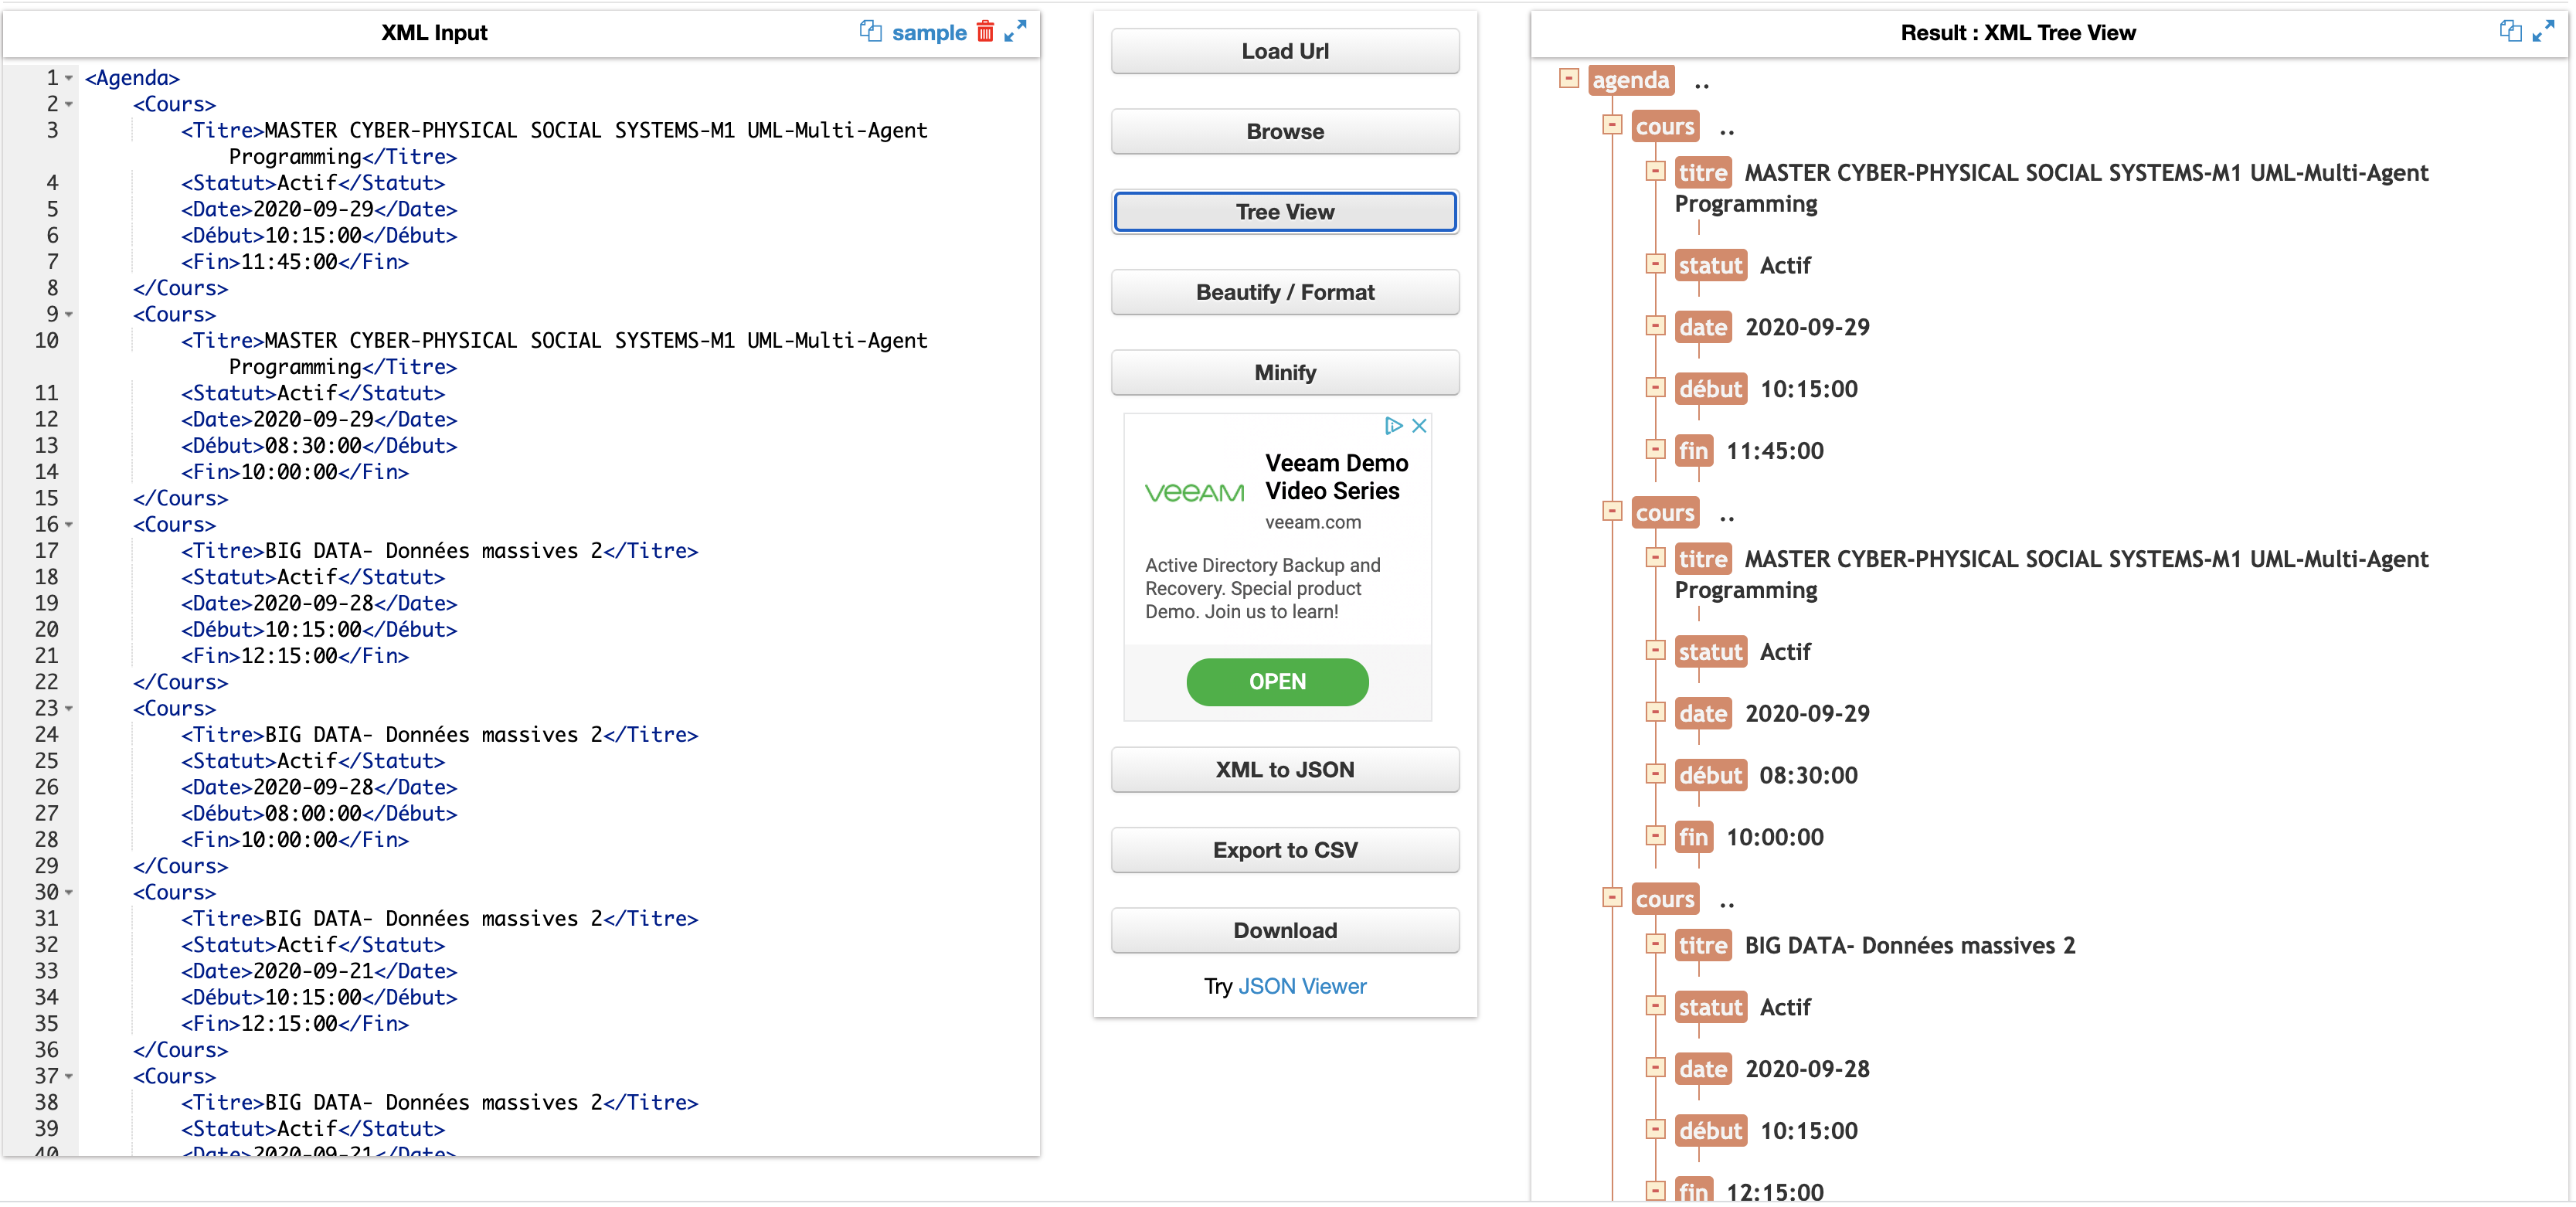 XML Input
sample
1 <Agenda>
2 <Cours>
3 <Titre>MASTER CYBER-PHYSICAL SOCIAL SYSTEMS-M1 UML-Multi-Agent
Programming</Titre>
4 <Statut>Actif</Statut>
5 <Date>2020-09-29</Date>
6 <Début>10:15:00</Début>
7 <Fin>11:45:00</Fin>
8 </Cours>
9 <Cours>
10 <Titre>MASTER CYBER-PHYSICAL SOCIAL SYSTEMS-M1 UML-Multi-Agent
Programming</Titre>
11 <Statut>Actif</Statut>
12 <Date>2020-09-29</Date>
13 <Début>08:30:00</Début>
14 <Fin>10:00:00</Fin>
15 </Cours>
16 <Cours>
17 <Titre>BIG DATA- Données massives 2</Titre>
18 <Statut>Actif</Statut>
19 <Date>2020-09-28</Date>
20 <Début>10:15:00</Début>
21 <Fin>12:15:00</Fin>
22 </Cours>
23 <Cours>
24 <Titre>BIG DATA- Données massives 2</Titre>
25 <Statut>Actif</Statut>
26 <Date>2020-09-28</Date>
27 <Début>08:00:00</Début>
28 <Fin>10:00:00</Fin>
29 </Cours>
30 <Cours>
31 <Titre>BIG DATA- Données massives 2</Titre>
32 <Statut>Actif</Statut>
33 <Date>2020-09-21</Date>
34 <Début>10:15:00</Début>
35 <Fin>12:15:00</Fin>
36 </Cours>
37 <Cours>
38 <Titre>BIG DATA- Données massives 2</Titre>
39 <Statut>Actif</Statut>
40 <Date>2020-09-21</Date>
Load Url
Browse
Tree View
Beautify / Format
Minify
veeam
Veeam Demo
Video Series
veeam.com
Active Directory Backup and
Recovery. Special product
Demo. Join us to learn!
OPEN
XML to JSON
Export to CSV
Download
Try JSON Viewer
Result : XML Tree View
- agenda ..
- cours ..
- titre MASTER CYBER-PHYSICAL SOCIAL SYSTEMS-M1 UML-Multi-Agent
Programming
- statut Actif
- date 2020-09-29
- début 10:15:00
- fin 11:45:00
- cours ..
- titre MASTER CYBER-PHYSICAL SOCIAL SYSTEMS-M1 UML-Multi-Agent
Programming
- statut Actif
- date 2020-09-29
- début 08:30:00
- fin 10:00:00
- cours ..
- titre BIG DATA- Données massives 2
- statut Actif
- date 2020-09-28
- début 10:15:00
- fin 12:15:00